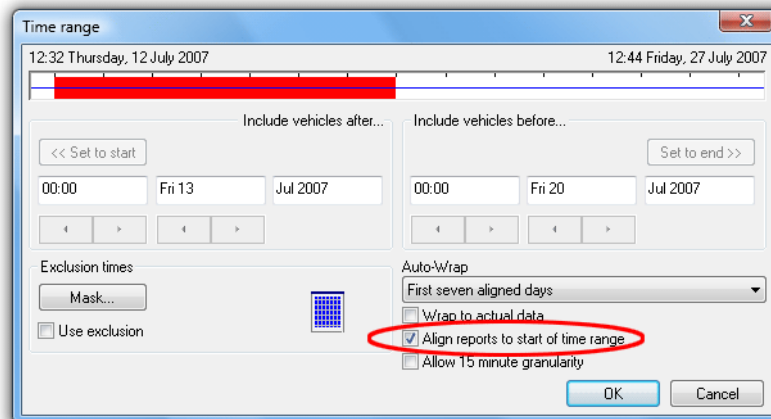 Time range
12:32 Thursday, 12 July 2007
12:44 Friday, 27 July 2007
Include vehicles after...
<< Set to start
00:00
Fri 13
Jul 2007
Include vehicles before...
Set to end >>
00:00
Fri 20
Jul 2007
Exclusion times
Mask...
Use exclusion
Auto-Wrap
First seven aligned days
Wrap to actual data
Align reports to start of time range
Allow 15 minute granularity
OK
Cancel